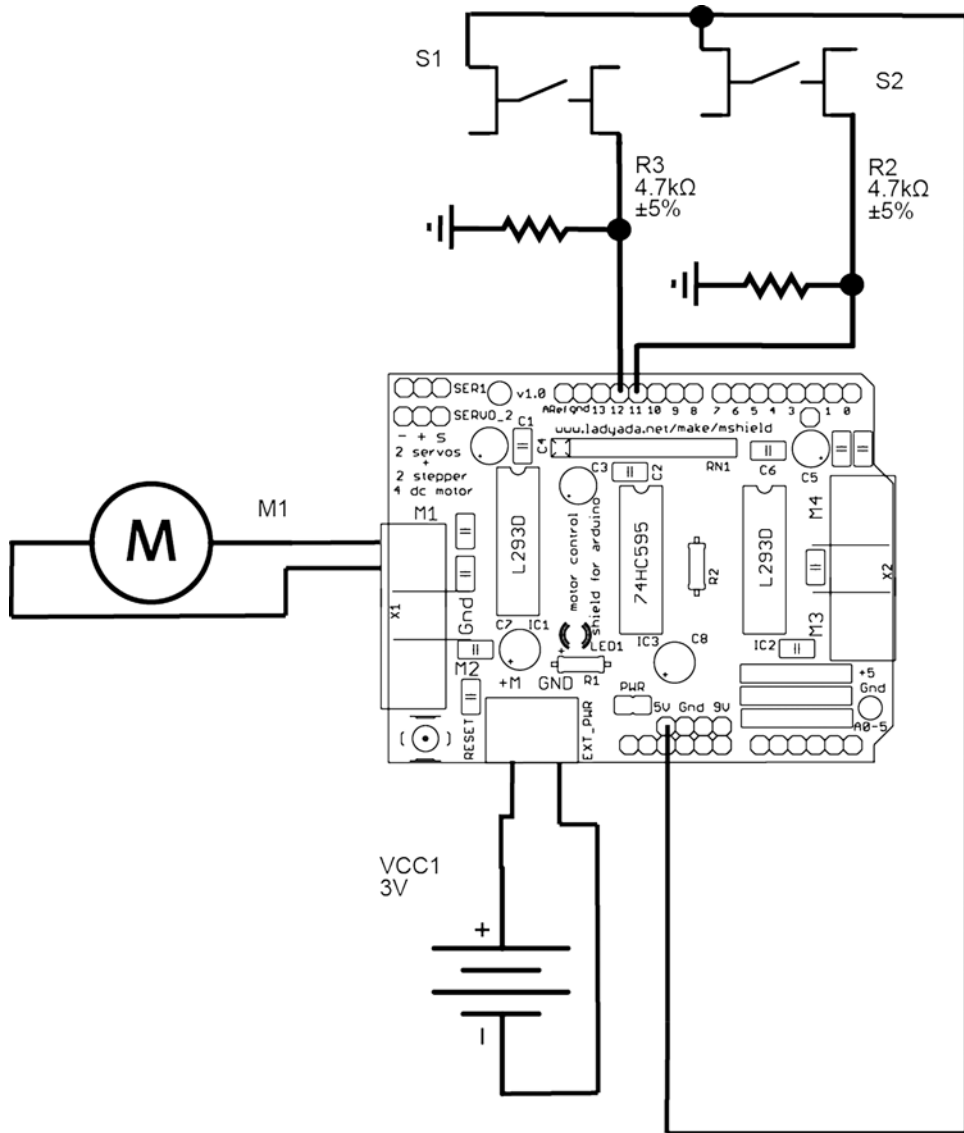 S1
S2
R3
4.7kΩ
±5%
R2
4.7kΩ
±5%
SER1
v1.0
ARef gnd 13 12 11 10 9 8
7 6 5 4 3 1 0
SERVO_2
- + S
2 servos
+
2 stepper
4 dc motor
C1
C4
www.ladyada.net/make/mshield
C3
C2
RN1
C6
C5
M
M1
M1
X1
Gnd
M2
L293D
C7
IC1
motor control
shield for arduino
74HC595
IC3
R2
L293D
IC2
M4
X2
M3
LED1
+
R1
C8
+M
GND
PWR
5V Gnd 9V
+5
Gnd
A0-5
RESET
EXT_PWR
VCC1
3V
+
-